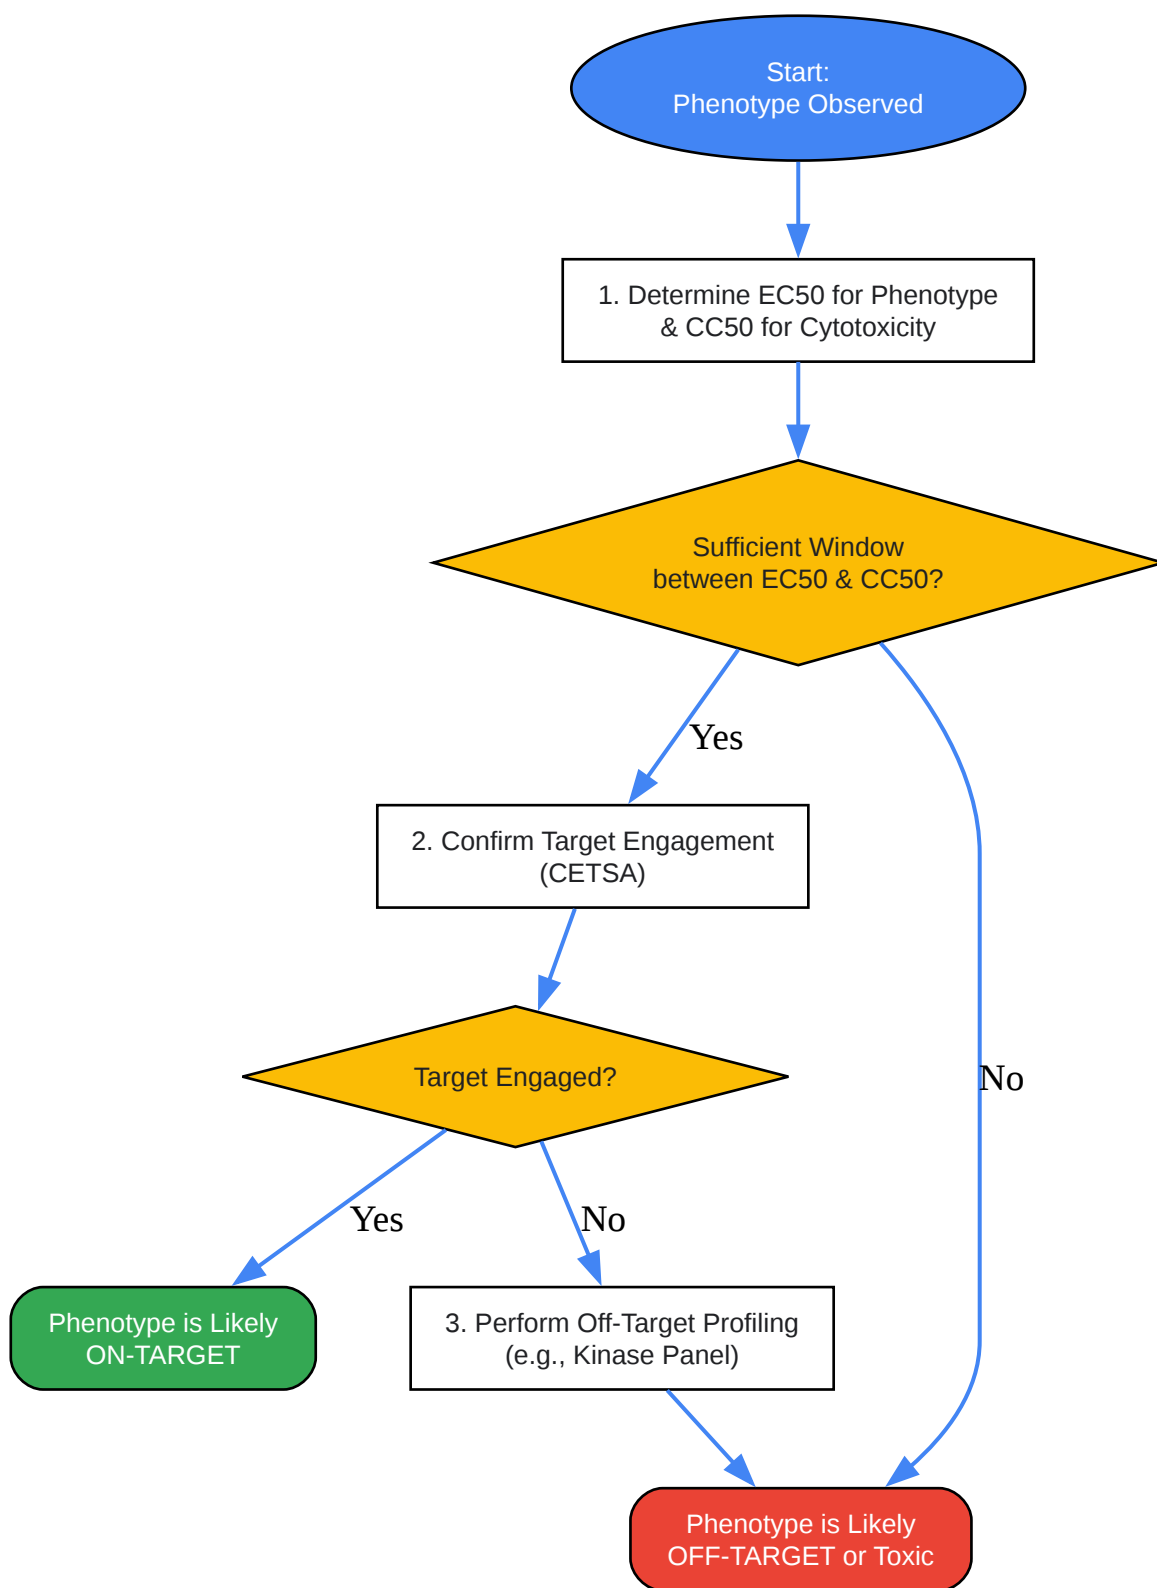 Start:
Phenotype Observed
1. Determine EC50 for Phenotype
& CC50 for Cytotoxicity
Sufficient Window
between EC50 & CC50?
Yes
2. Confirm Target Engagement
(CETSA)
Target Engaged?
No
Yes
No
Phenotype is Likely
ON-TARGET
3. Perform Off-Target Profiling
(e.g., Kinase Panel)
Phenotype is Likely
OFF-TARGET or Toxic